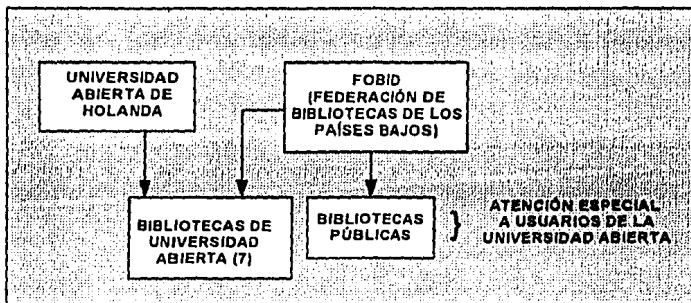 UNIVERSIDAD
ABIERTA DE
HOLANDA
FOBID
(FEDERACIÓN DE
BIBLIOTECAS DE LOS
PAÍSES BAJOS)
BIBLIOTECAS DE
UNIVERSIDAD
ABIERTA (7)
BIBLIOTECAS
PÚBLICAS
}
ATENCIÓN ESPECIAL
A USUARIOS DE LA
UNIVERSIDAD ABIERTA